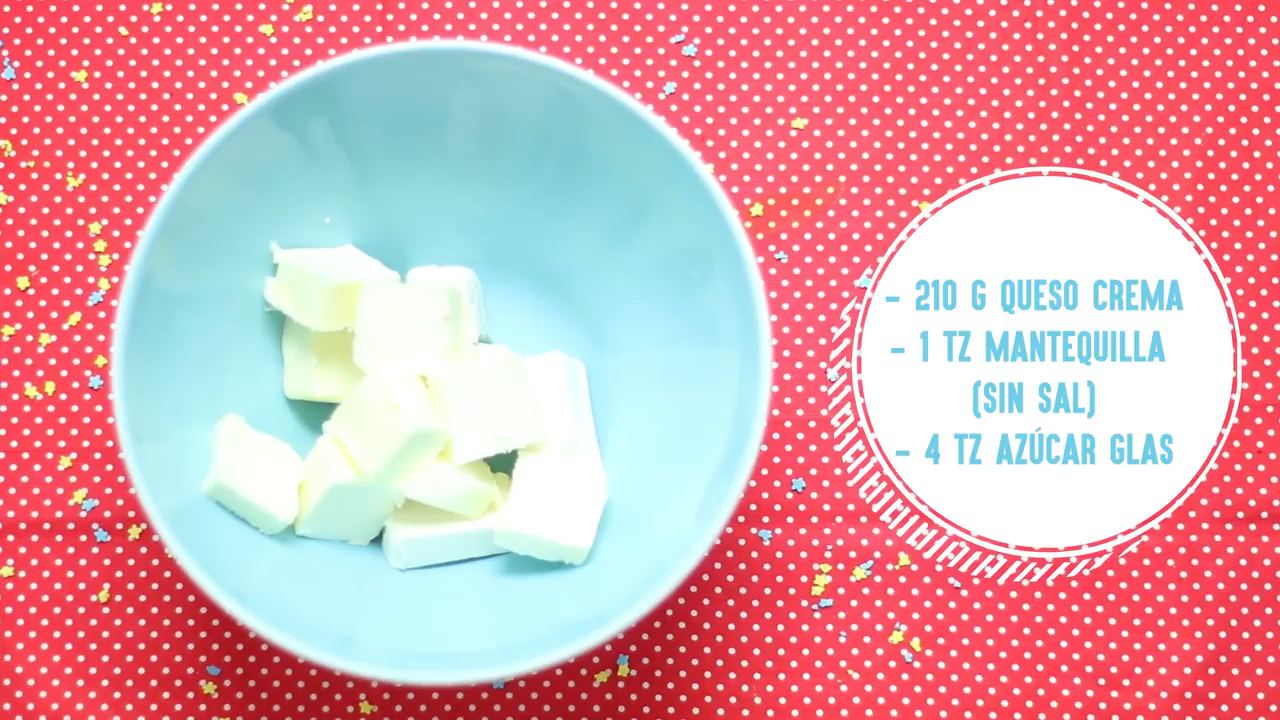 - 210 G QUESO CREMA
- 1 TZ MANTEQUILLA
(SIN SAL)
- 4 TZ AZÚCAR GLAS